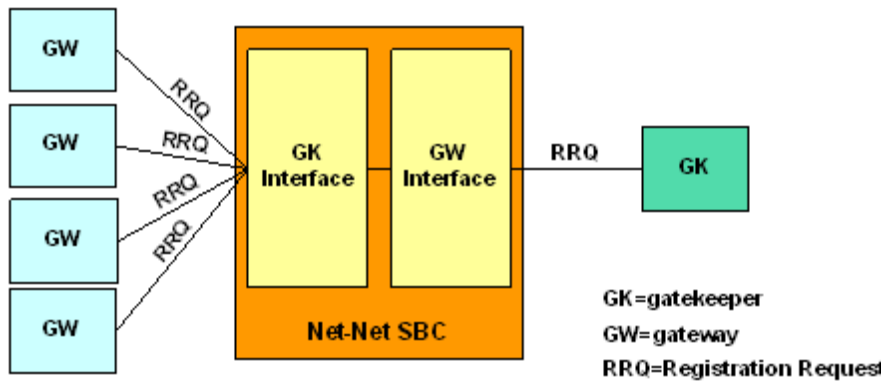 GW
RRQ
GW
RRQ
GW
RRQ
GW
RRQ
GK
Interface
GW
Interface
Net-Net SBC
RRQ
GK
GK=gatekeeper
GW=gateway
RRQ=Registration Request